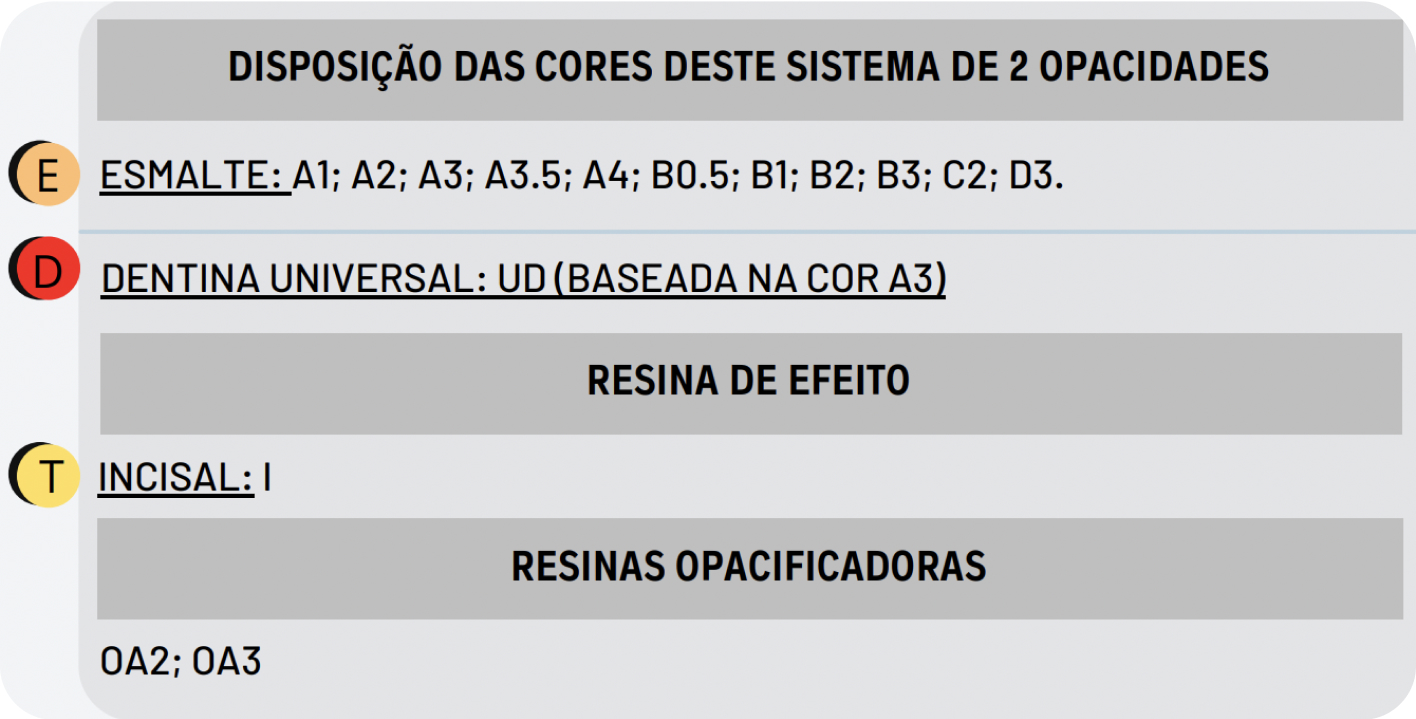 DISPOSIÇÃO DAS CORES DESTE SISTEMA DE 2 OPACIDADES
E ESMALTE: A1; A2; A3; A3.5; A4; B0.5; B1; B2; B3; C2; D3.
D DENTINA UNIVERSAL: UD (BASEADA NA COR A3)
RESINA DE EFEITO
T INCISAL: I
RESINAS OPACIFICADORAS
OA2; OA3